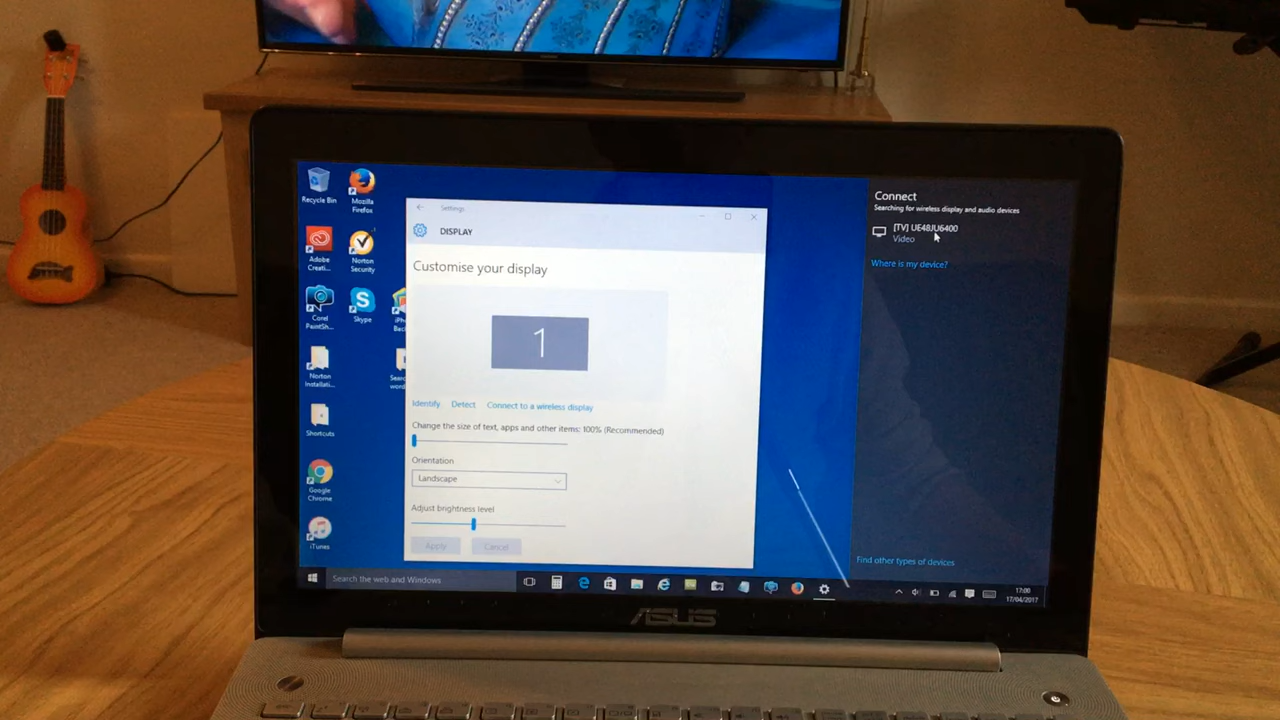 Recycle Bin
Mozilla
Firefox
Adobe
Creati...
Norton
Security
Corel
PaintSh...
Skype
Norton
Installati...
Shortcuts
Google
Chrome
iTunes
Settings
DISPLAY
Customise your display
1
Identify
Detect
Connect to a wireless display
Change the size of text, apps and other items: 100% (Recommended)
Orientation
Landscape
Adjust brightness level
Apply
Cancel
Connect
Searching for wireless display and audio devices
[TV] UE48JU6400
Video
Where is my device?
Find other types of devices
Search the web and Windows
17:00
17/04/2017
ASUS